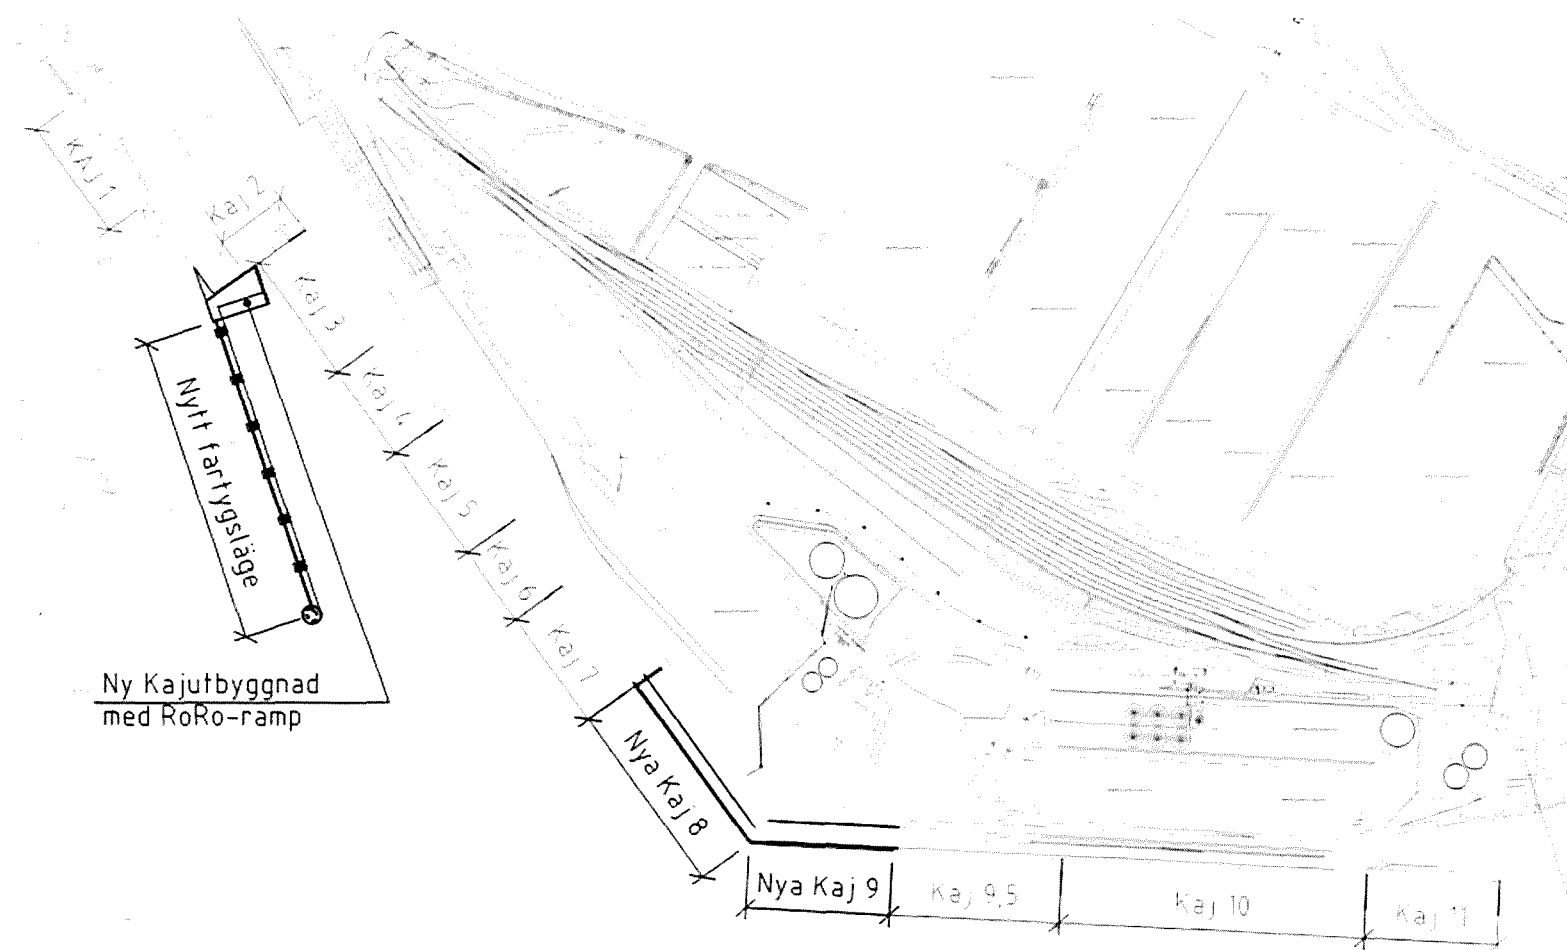 KAJ 1
Kaj 2
Kaj 3
Kaj 4
Kaj 5
Kaj 6
Kaj 7
Nytt fartygsläge
Ny Kajutbyggnad
med RoRo-ramp
Nya Kaj 8
Nya Kaj 9
Kaj 9,5
Kaj 10
Kaj 11